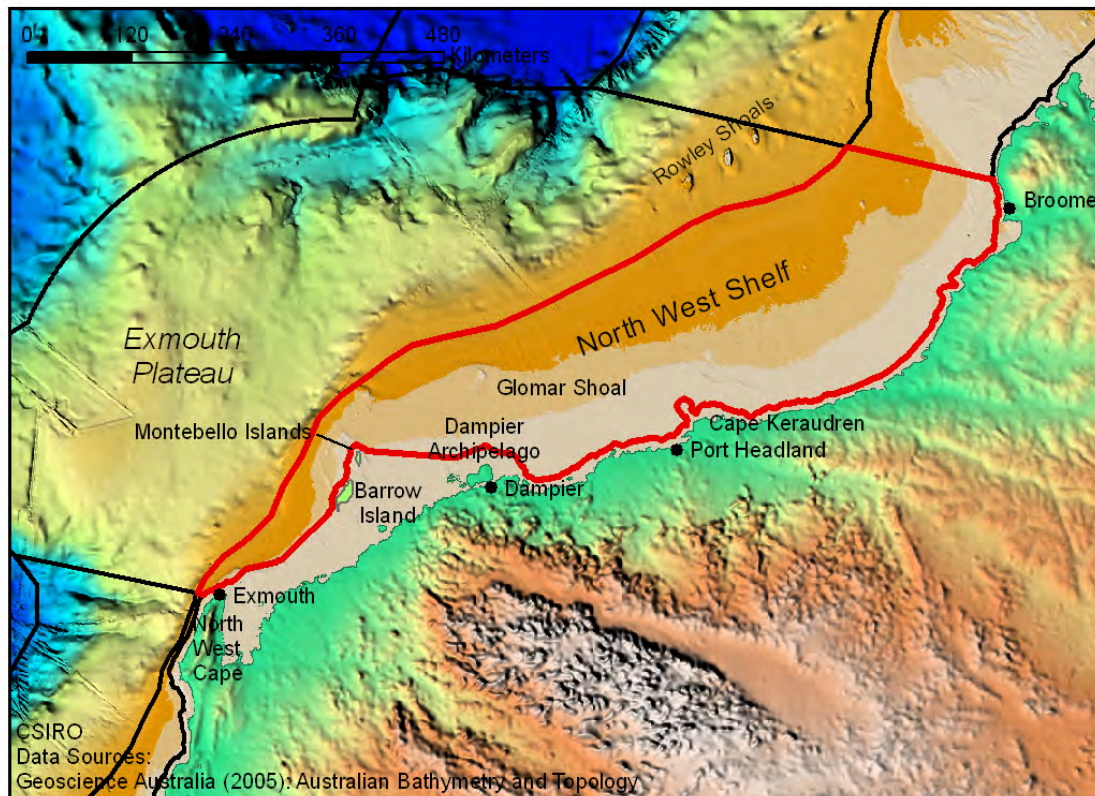 0 120 240 360 480
Kilometers
Rowley Shoals
Broome
North West Shelf
Exmouth
Plateau
Glomar Shoal
Montebello Islands
Dampier
Archipelago
Cape Keraudren
Port Headland
Barrow
Island
Dampier
Exmouth
North
West
Cape
CSIRO
Data Sources:
Geoscience Australia (2005): Australian Bathymetry and Topology